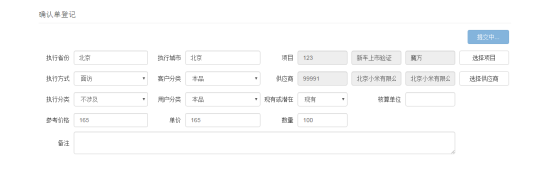 确认单登记
提交中...
执行省份 北京 执行城市 北京 项目 123 新车上市验证 冀万 选择项目
执行方式 面访 客户分类 本品 供应商 99991 北京小米有限公 北京小米有限公 选择供应商
执行分类 不涉及 用户分类 本品 现有或潜在 现有 核算单位
参考价格 165 单价 165 数量 100
备注